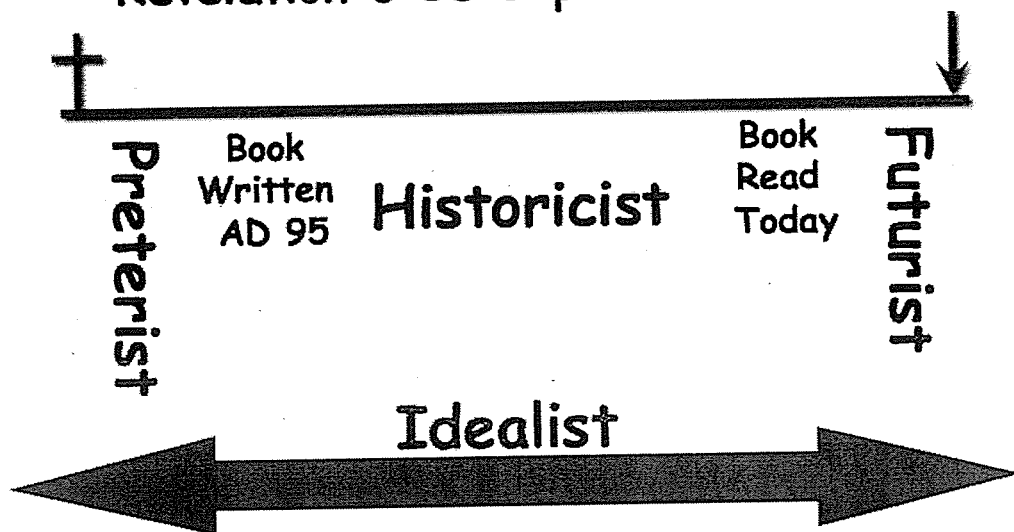 Preterist
Book
Written
AD 95
Historicist
Book
Read
Today
Futurist
Idealist